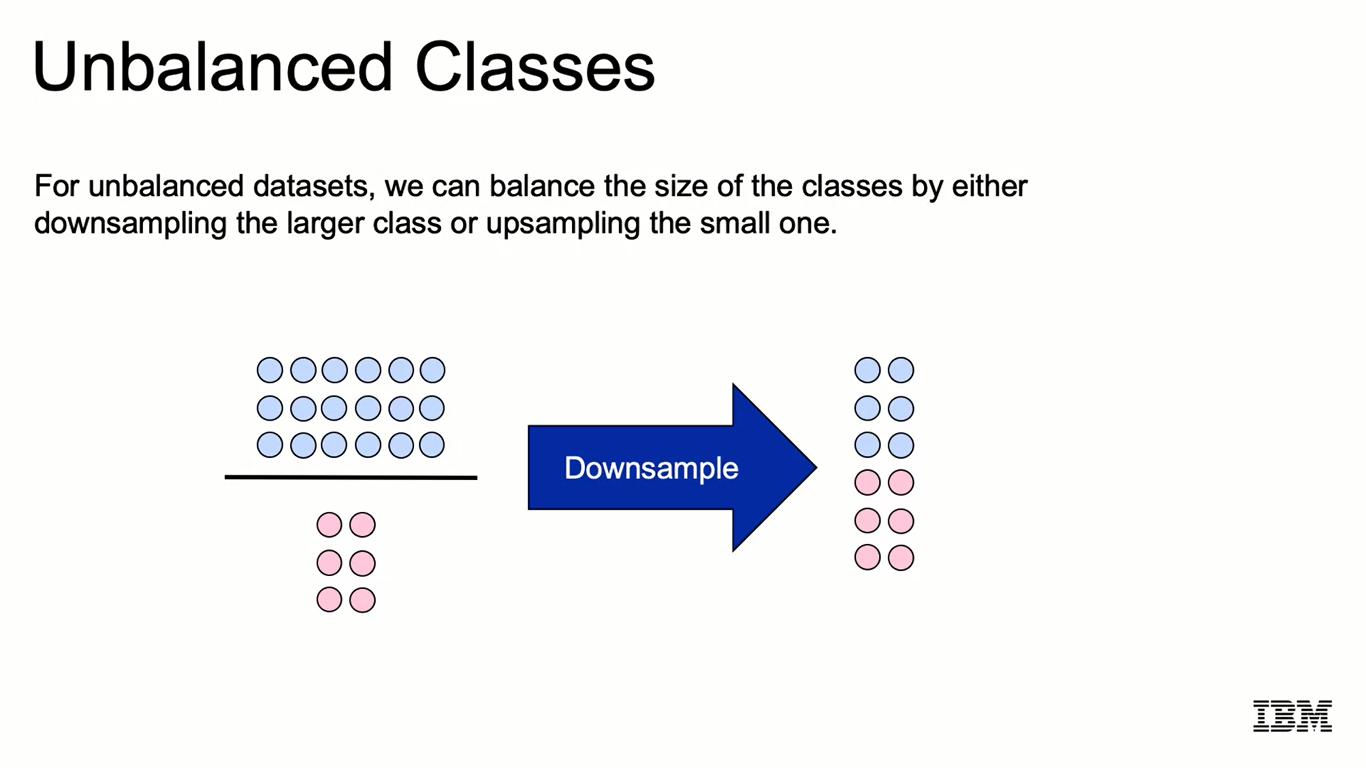 Unbalanced Classes
For unbalanced datasets, we can balance the size of the classes by either
downsampling the larger class or upsampling the small one.
Downsample
IBM